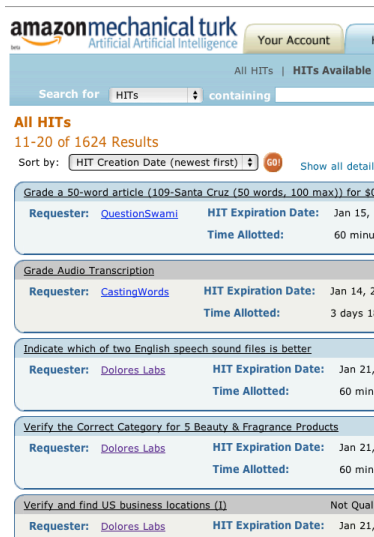 amazonmechanical turk
beta
Artificial Artificial Intelligence
Your Account
All HITs | HITs Available
Search for HITs containing
All HITs
11-20 of 1624 Results
Sort by: HIT Creation Date (newest first) GO!
Show all detail
Grade a 50-word article (109-Santa Cruz (50 words, 100 max)) for $0
Requester: QuestionSwami HIT Expiration Date: Jan 15,
Time Allotted: 60 minu
Grade Audio Transcription
Requester: CastingWords HIT Expiration Date: Jan 14, 2
Time Allotted: 3 days 18
Indicate which of two English speech sound files is better
Requester: Dolores Labs HIT Expiration Date: Jan 21,
Time Allotted: 60 min
Verify the Correct Category for 5 Beauty & Fragrance Products
Requester: Dolores Labs HIT Expiration Date: Jan 21,
Time Allotted: 60 min
Verify and find US business locations (I) Not Qual
Requester: Dolores Labs HIT Expiration Date: Jan 21,